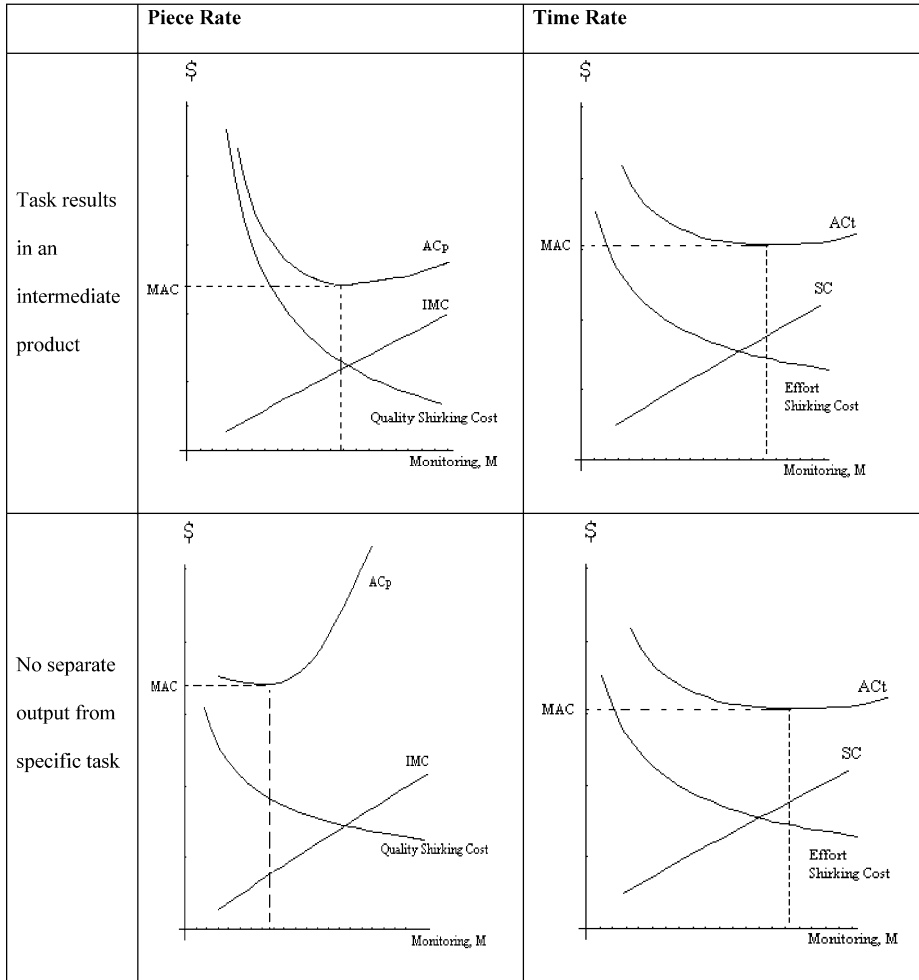 Piece Rate
Time Rate
Task results
in an
intermediate
product
$
ACp
MAC
IMC
Quality Shirking Cost
Monitoring, M
$
ACt
MAC
SC
Effort
Shirking Cost
Monitoring, M
No separate
output from
specific task
$
ACp
MAC
IMC
Quality Shirking Cost
Monitoring, M
$
ACt
MAC
SC
Effort
Shirking Cost
Monitoring, M